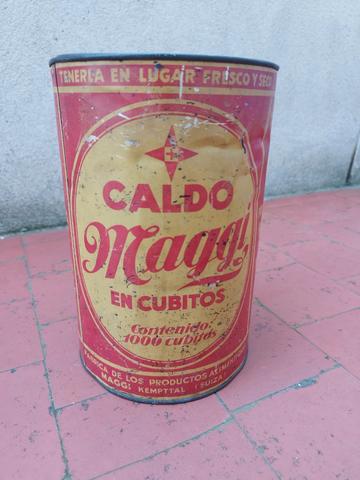 TENERLA EN LUGAR FRESCO Y SECO
CALDO
Maggi
EN CUBITOS
Contenido:
1000 cubitos
FABRICA DE LOS PRODUCTOS ALIMENTICIOS
MAGGI KEMPTTAL (SUIZA)